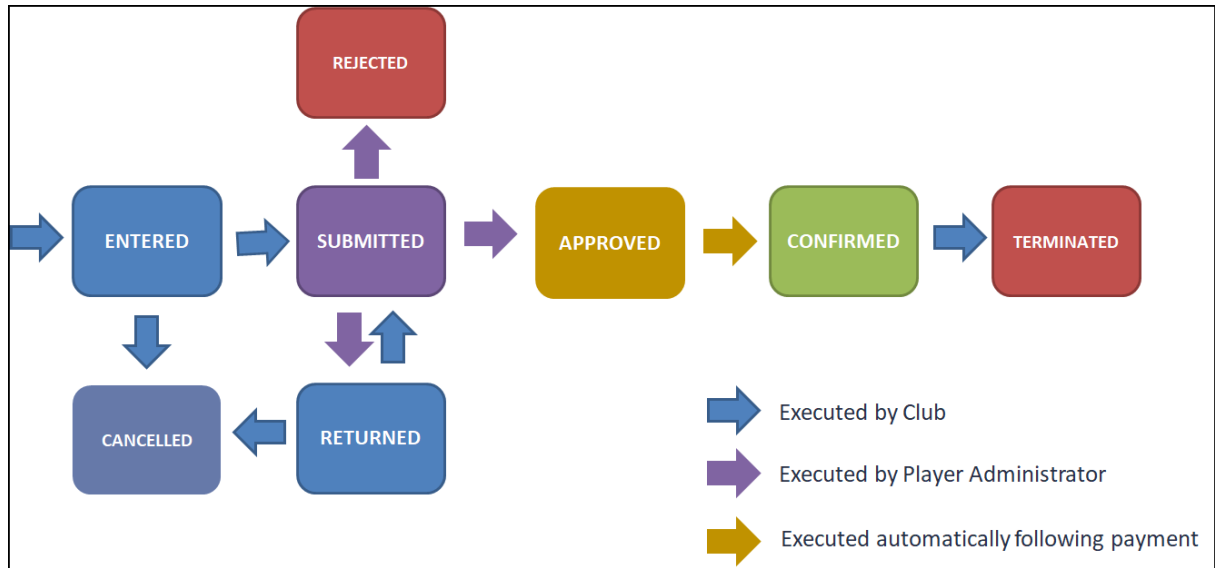 REJECTED
ENTERED
SUBMITTED
APPROVED
CONFIRMED
TERMINATED
CANCELLED
RETURNED
Executed by Club
Executed by Player Administrator
Executed automatically following payment